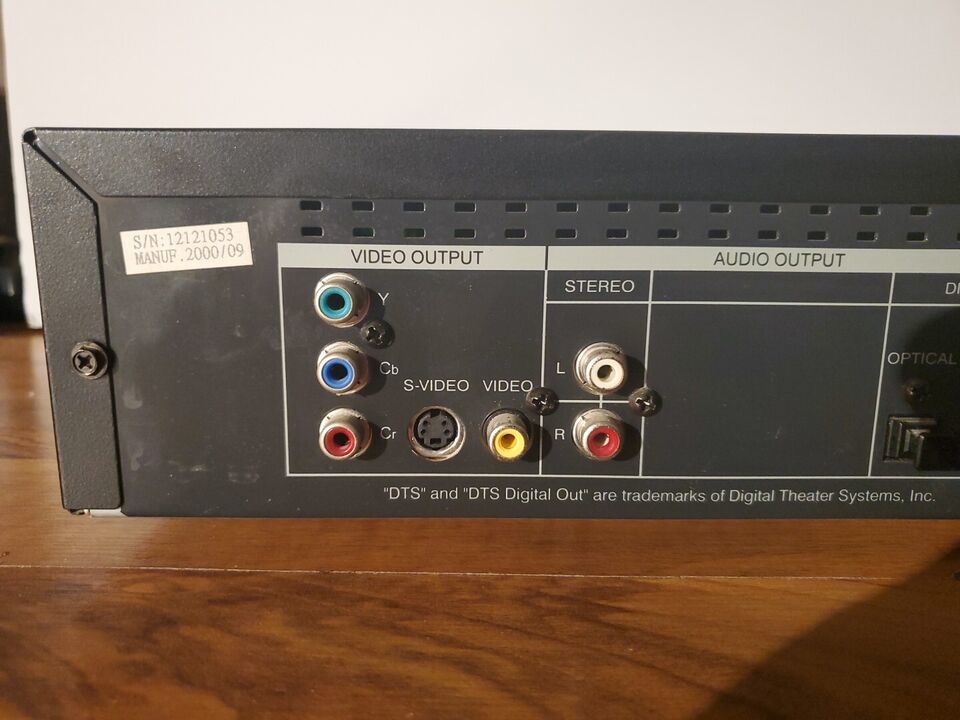 S/N:12121053
MANUF.2000/09
VIDEO OUTPUT
AUDIO OUTPUT
STEREO
Y
Cb
Cr
S-VIDEO
VIDEO
L
R
OPTICAL
"DTS" and "DTS Digital Out" are trademarks of Digital Theater Systems, Inc.